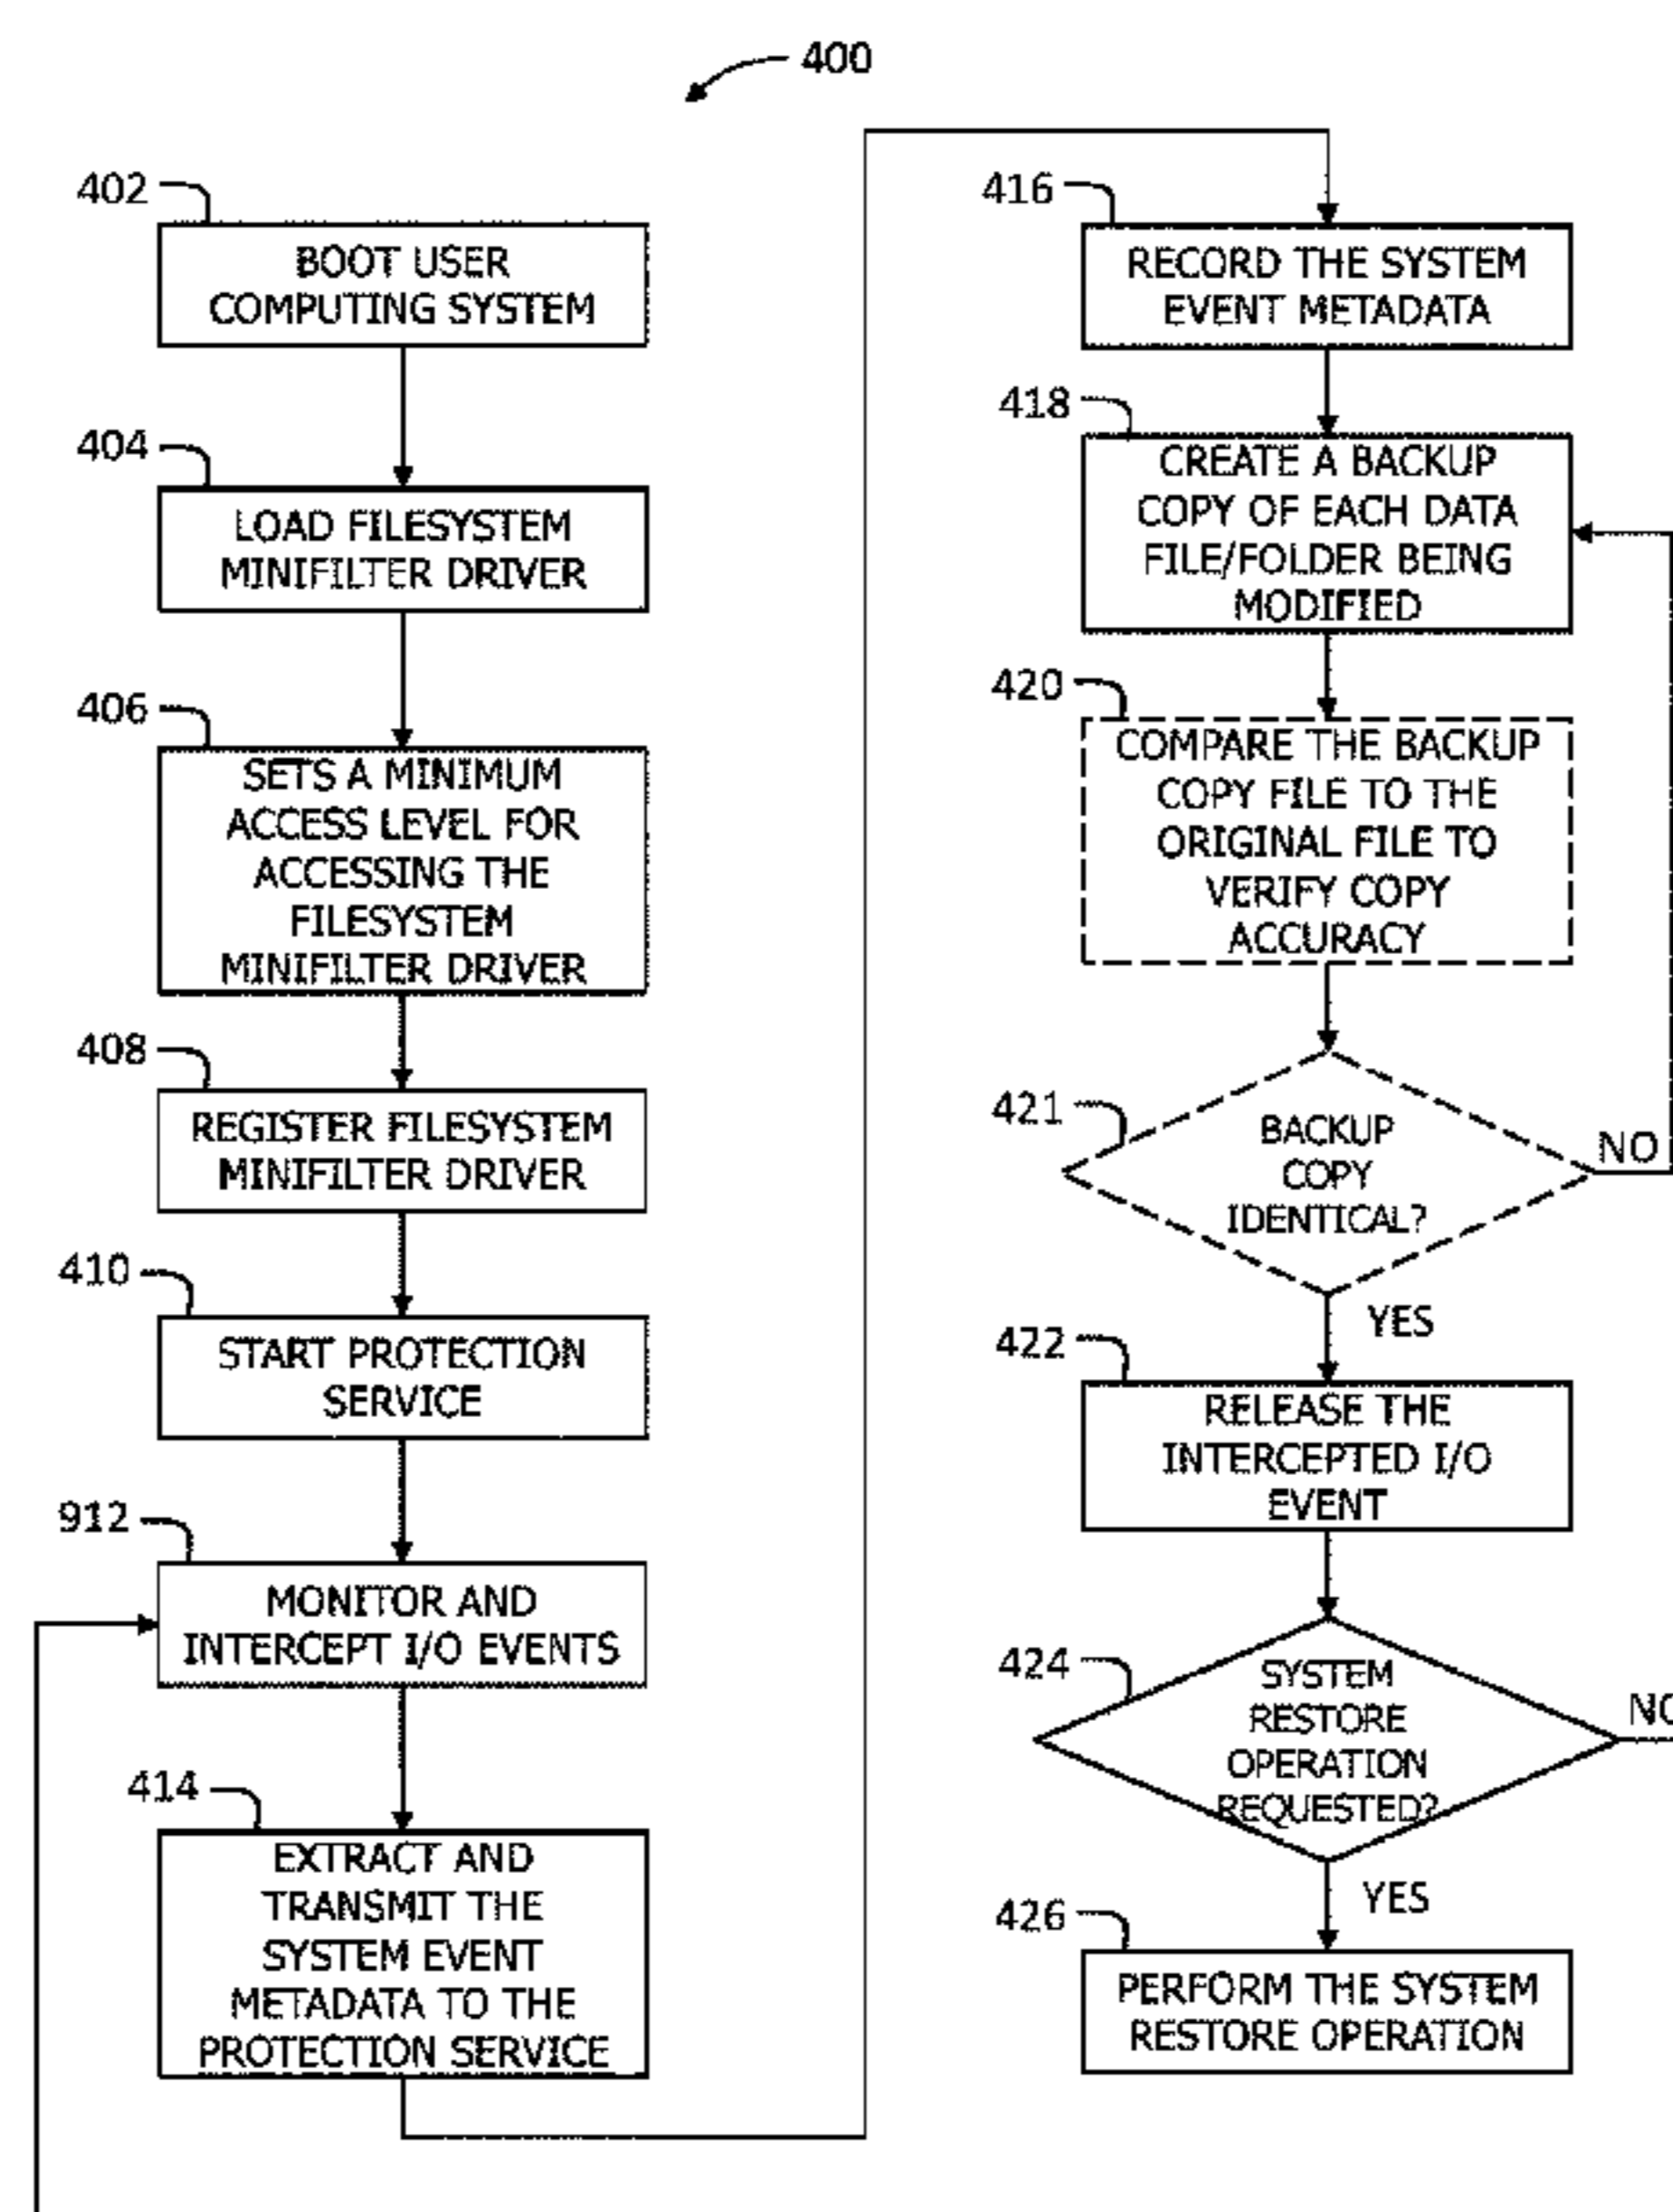 400
402
BOOT USER
COMPUTING SYSTEM
404
LOAD FILESYSTEM
MINIFILTER DRIVER
406
SETS A MINIMUM
ACCESS LEVEL FOR
ACCESSING THE
FILESYSTEM
MINIFILTER DRIVER
408
REGISTER FILESYSTEM
MINIFILTER DRIVER
410
START PROTECTION
SERVICE
912
MONITOR AND
INTERCEPT I/O EVENTS
414
EXTRACT AND
TRANSMIT THE
SYSTEM EVENT
METADATA TO THE
PROTECTION SERVICE
416
RECORD THE SYSTEM
EVENT METADATA
418
CREATE A BACKUP
COPY OF EACH DATA
FILE/FOLDER BEING
MODIFIED
420
COMPARE THE BACKUP
COPY FILE TO THE
ORIGINAL FILE TO
VERIFY COPY
ACCURACY
421
BACKUP
COPY
IDENTICAL?
NO
YES
422
RELEASE THE
INTERCEPTED I/O
EVENT
424
SYSTEM
RESTORE
OPERATION
REQUESTED?
NO
YES
426
PERFORM THE SYSTEM
RESTORE OPERATION